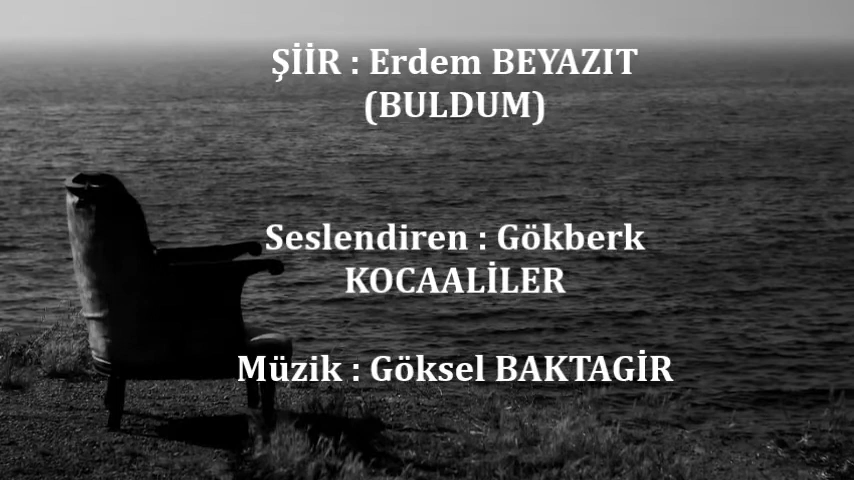 ŞİİR : Erdem BEYAZIT
(BULDUM)
Seslendiren : Gökberk
KOCAALİLER
Müzik : Göksel BAKTAGİR